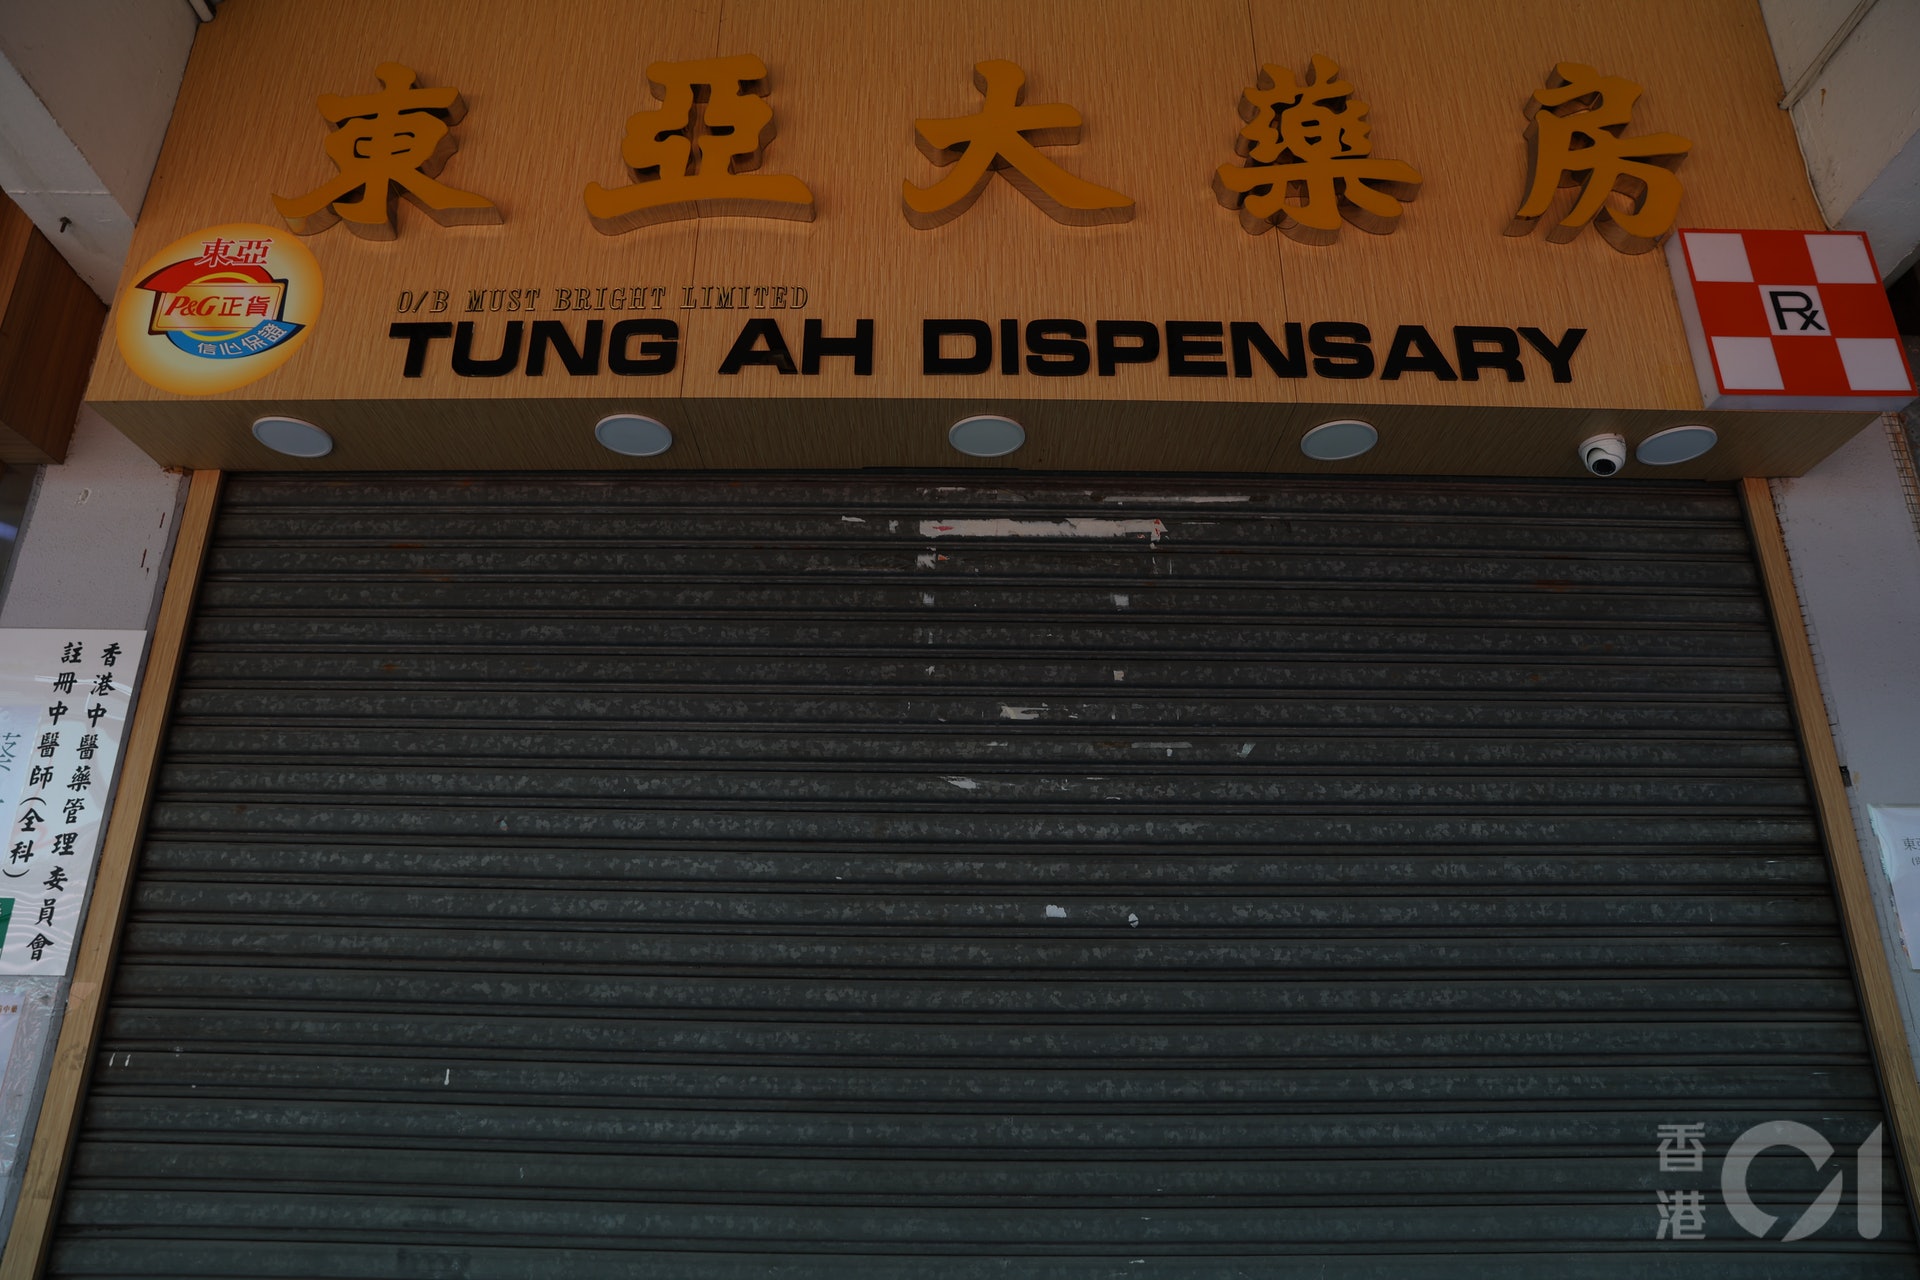 東亞大藥房
東亞
P&G正貨
信心保證
O/B MUST BRIGHT LIMITED
TUNG AH DISPENSARY
Rx
香港中醫藥管理委員會
註冊中醫師(全科)
香港01